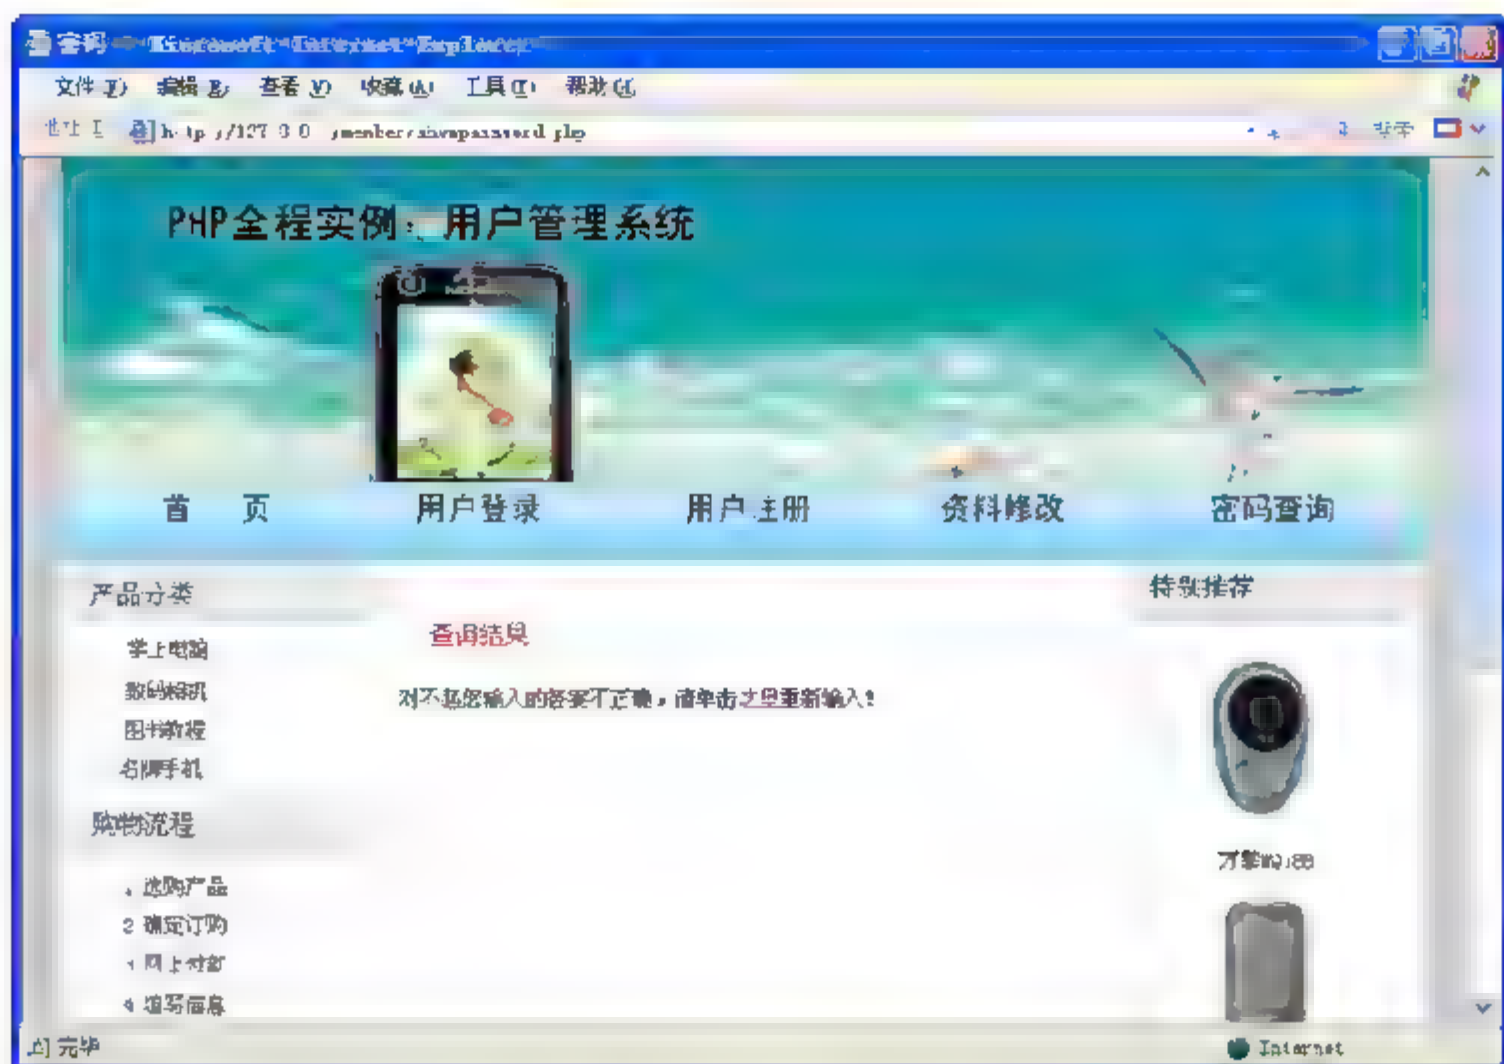 密码 - Microsoft Internet Explorer
文件(F) 编辑(E) 查看(V) 收藏(A) 工具(T) 帮助(H)
PHP全程实例:用户管理系统
首 页 用户登录 用户注册 资料修改 密码查询
产品分类
掌上电脑
数码相机
图书教程
名牌手机
购物流程
1 选购产品
2 确定订购
3 网上付款
4 填写信息
查询结果
对不起您输入的答案不正确,请单击这里重新输入!
特别推荐
完毕
Internet